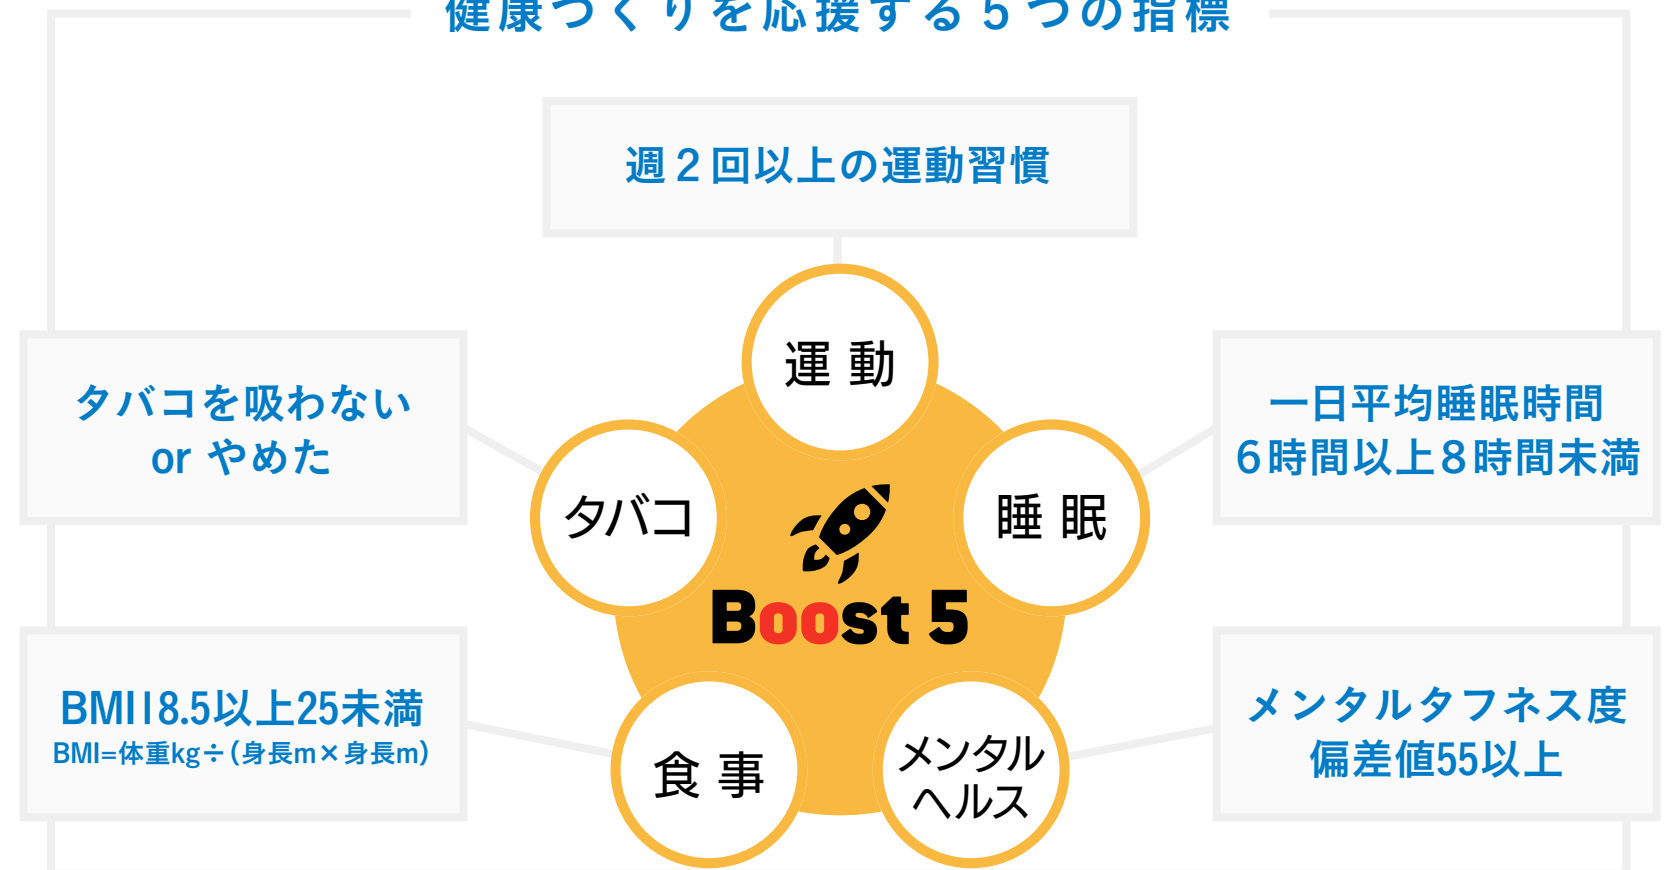 健康づくりを応援する５つの指標
週２回以上の運動習慣
運動
タバコを吸わない
or やめた
タバコ
一日平均睡眠時間
6時間以上8時間未満
睡眠
Boost 5
BMI18.5以上25未満
BMI=体重kg÷(身長m×身長m)
食事
メンタル
ヘルス
メンタルタフネス度
偏差値55以上